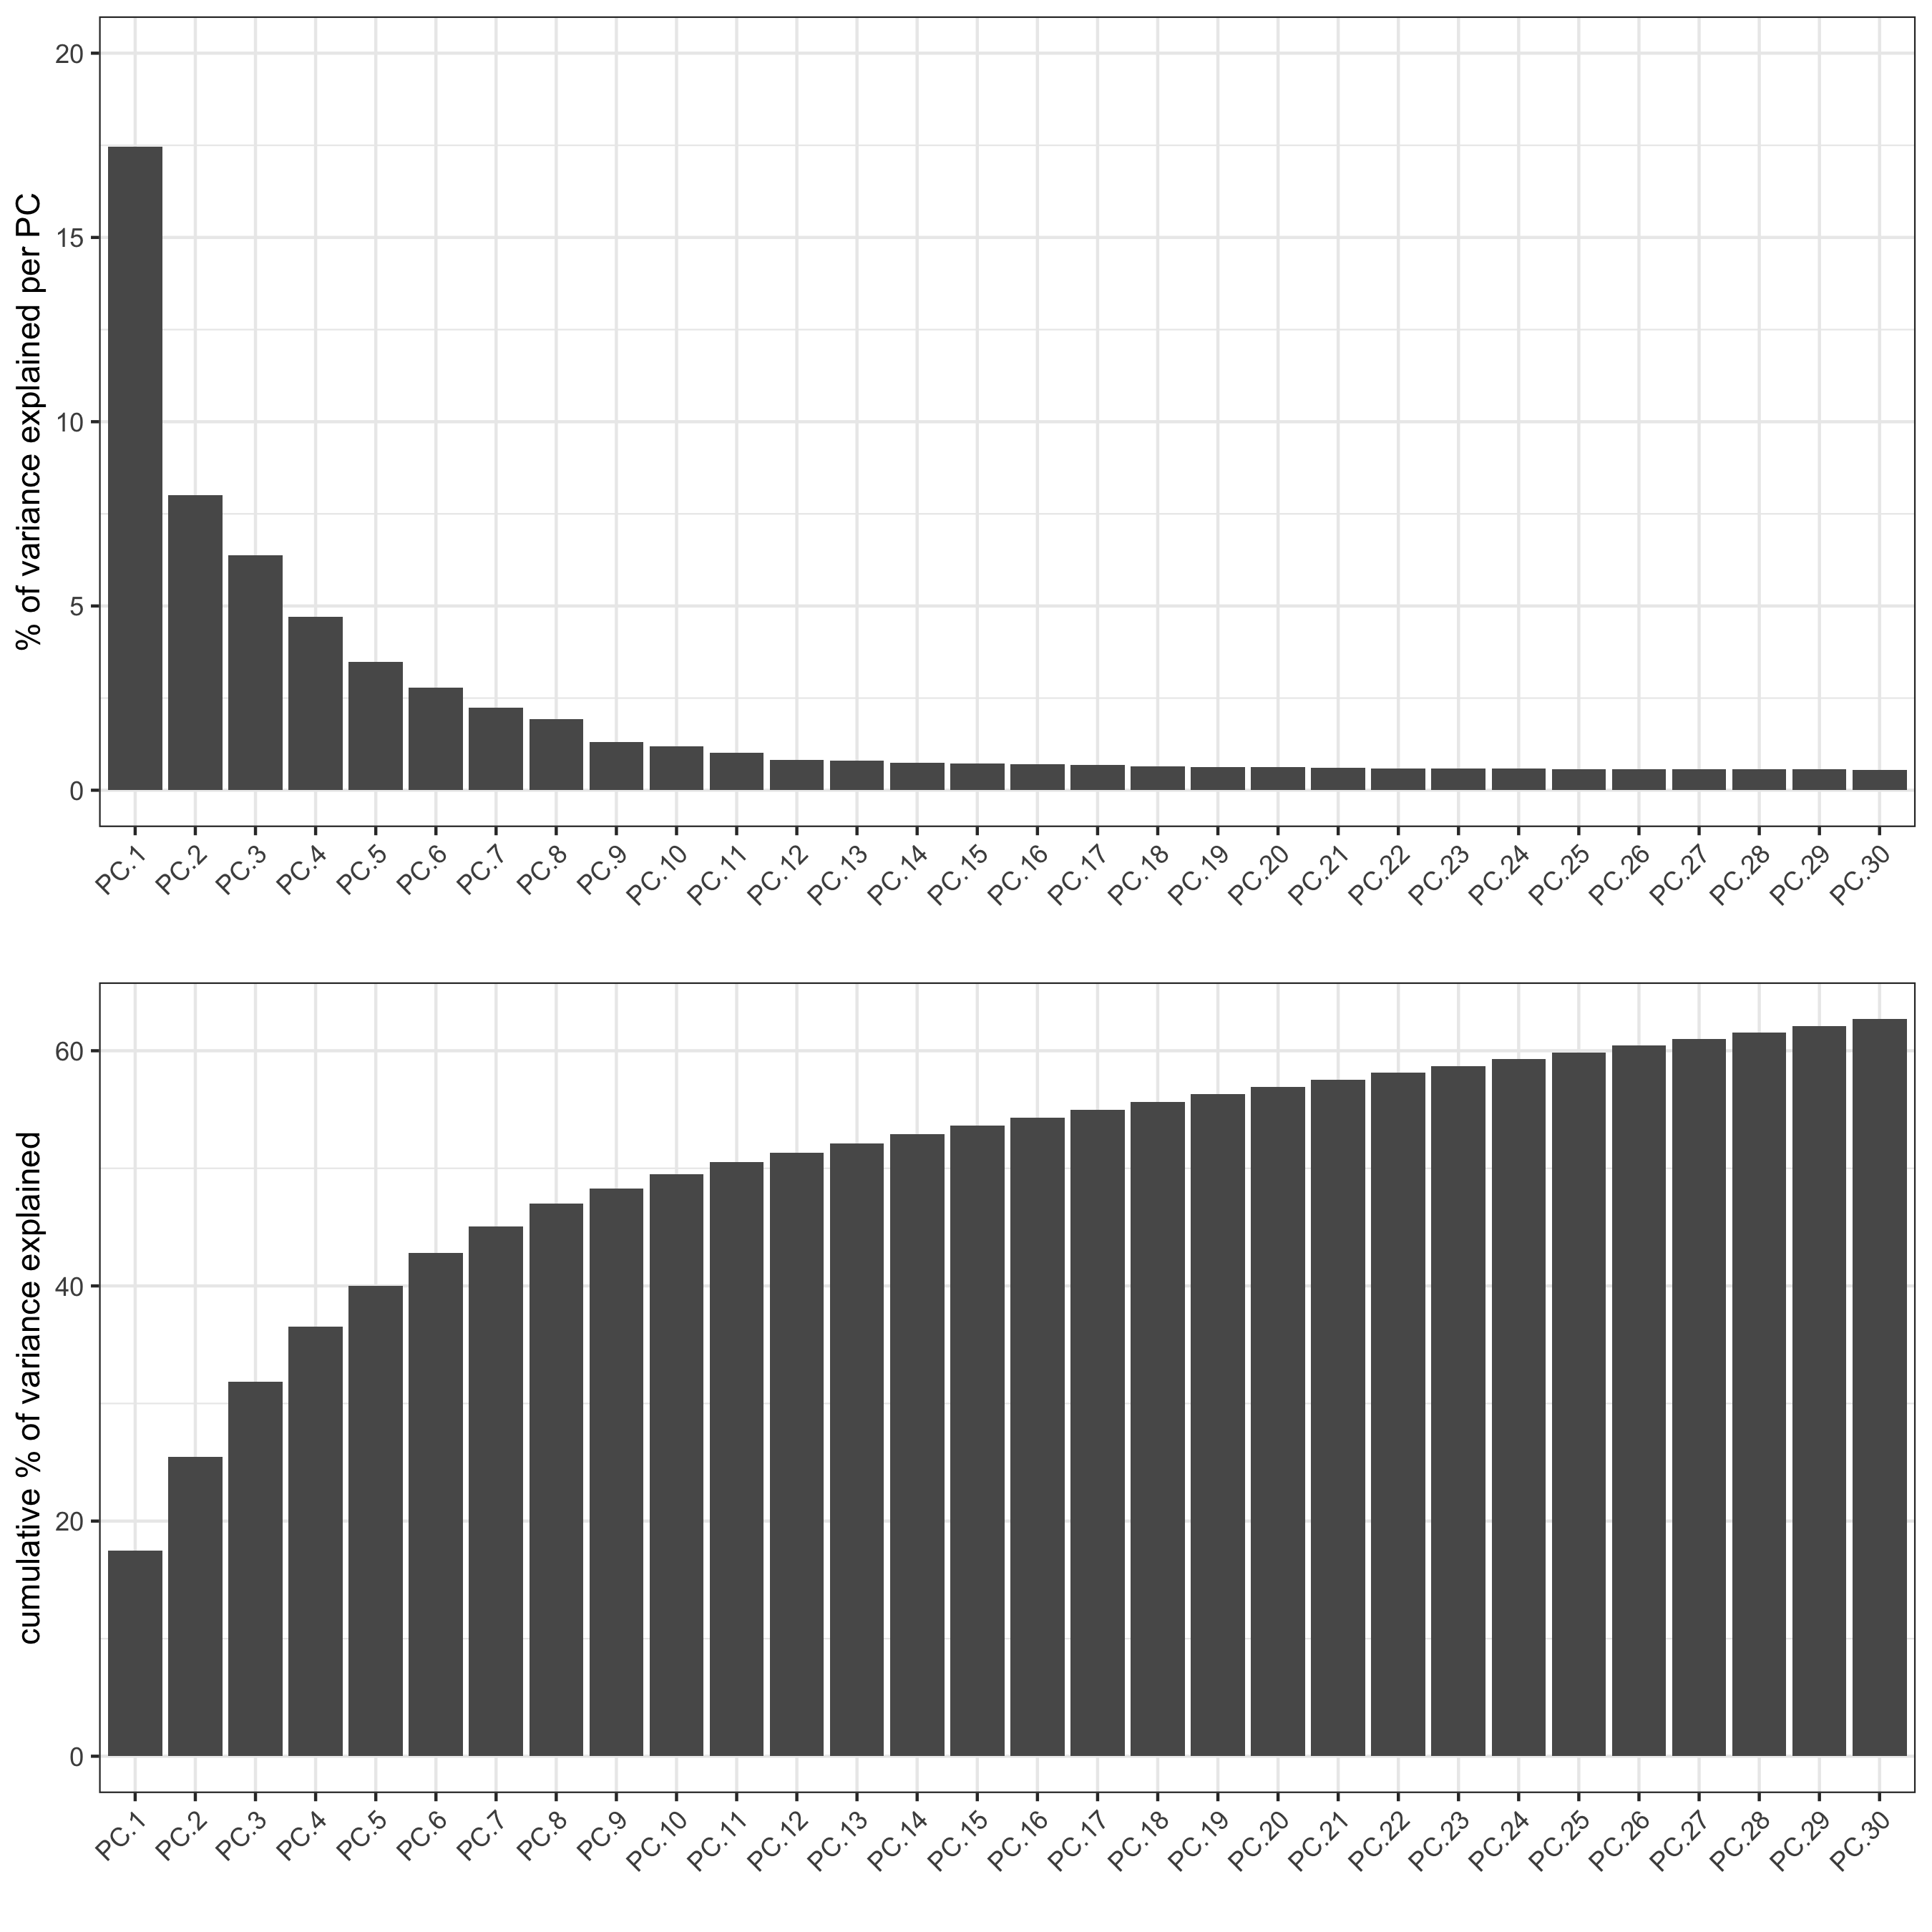 % of variance explained per PC
20
15
10
5
0
PC.1 PC.2 PC.3 PC.4 PC.5 PC.6 PC.7 PC.8 PC.9 PC.10 PC.11 PC.12 PC.13 PC.14 PC.15 PC.16 PC.17 PC.18 PC.19 PC.20 PC.21 PC.22 PC.23 PC.24 PC.25 PC.26 PC.27 PC.28 PC.29 PC.30
cumulative % of variance explained
60
40
20
0
PC.1 PC.2 PC.3 PC.4 PC.5 PC.6 PC.7 PC.8 PC.9 PC.10 PC.11 PC.12 PC.13 PC.14 PC.15 PC.16 PC.17 PC.18 PC.19 PC.20 PC.21 PC.22 PC.23 PC.24 PC.25 PC.26 PC.27 PC.28 PC.29 PC.30